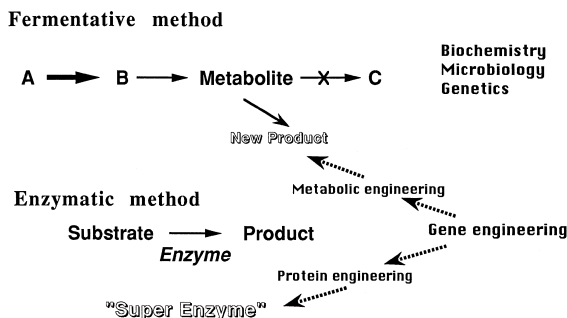 Fermentative method
A B Metabolite X C
Biochemistry
Microbiology
Genetics
New Product
Metabolic engineering
Enzymatic method
Gene engineering
Substrate Product
Enzyme
Protein engineering
"Super Enzyme"